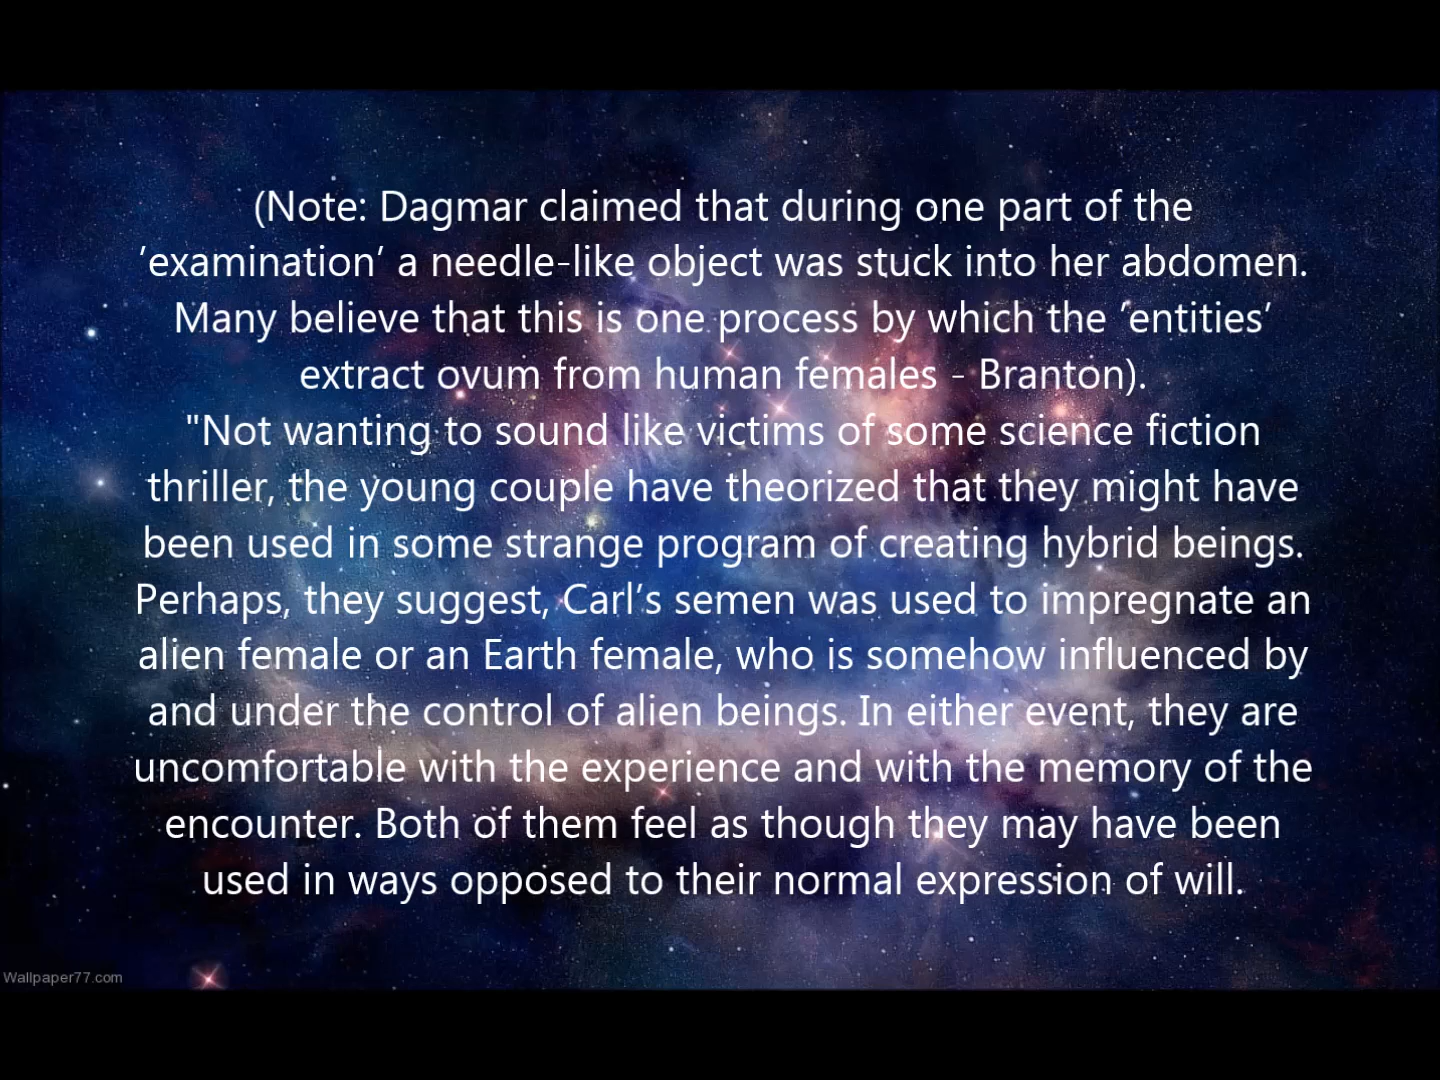 (Note: Dagmar claimed that during one part of the
'examination' a needle-like object was stuck into her abdomen.
Many believe that this is one process by which the 'entities'
extract ovum from human females - Branton).
"Not wanting to sound like victims of some science fiction
thriller, the young couple have theorized that they might have
been used in some strange program of creating hybrid beings.
Perhaps, they suggest, Carl's semen was used to impregnate an
alien female or an Earth female, who is somehow influenced by
and under the control of alien beings. In either event, they are
uncomfortable with the experience and with the memory of the
encounter. Both of them feel as though they may have been
used in ways opposed to their normal expression of will.
Wallpaper77.com